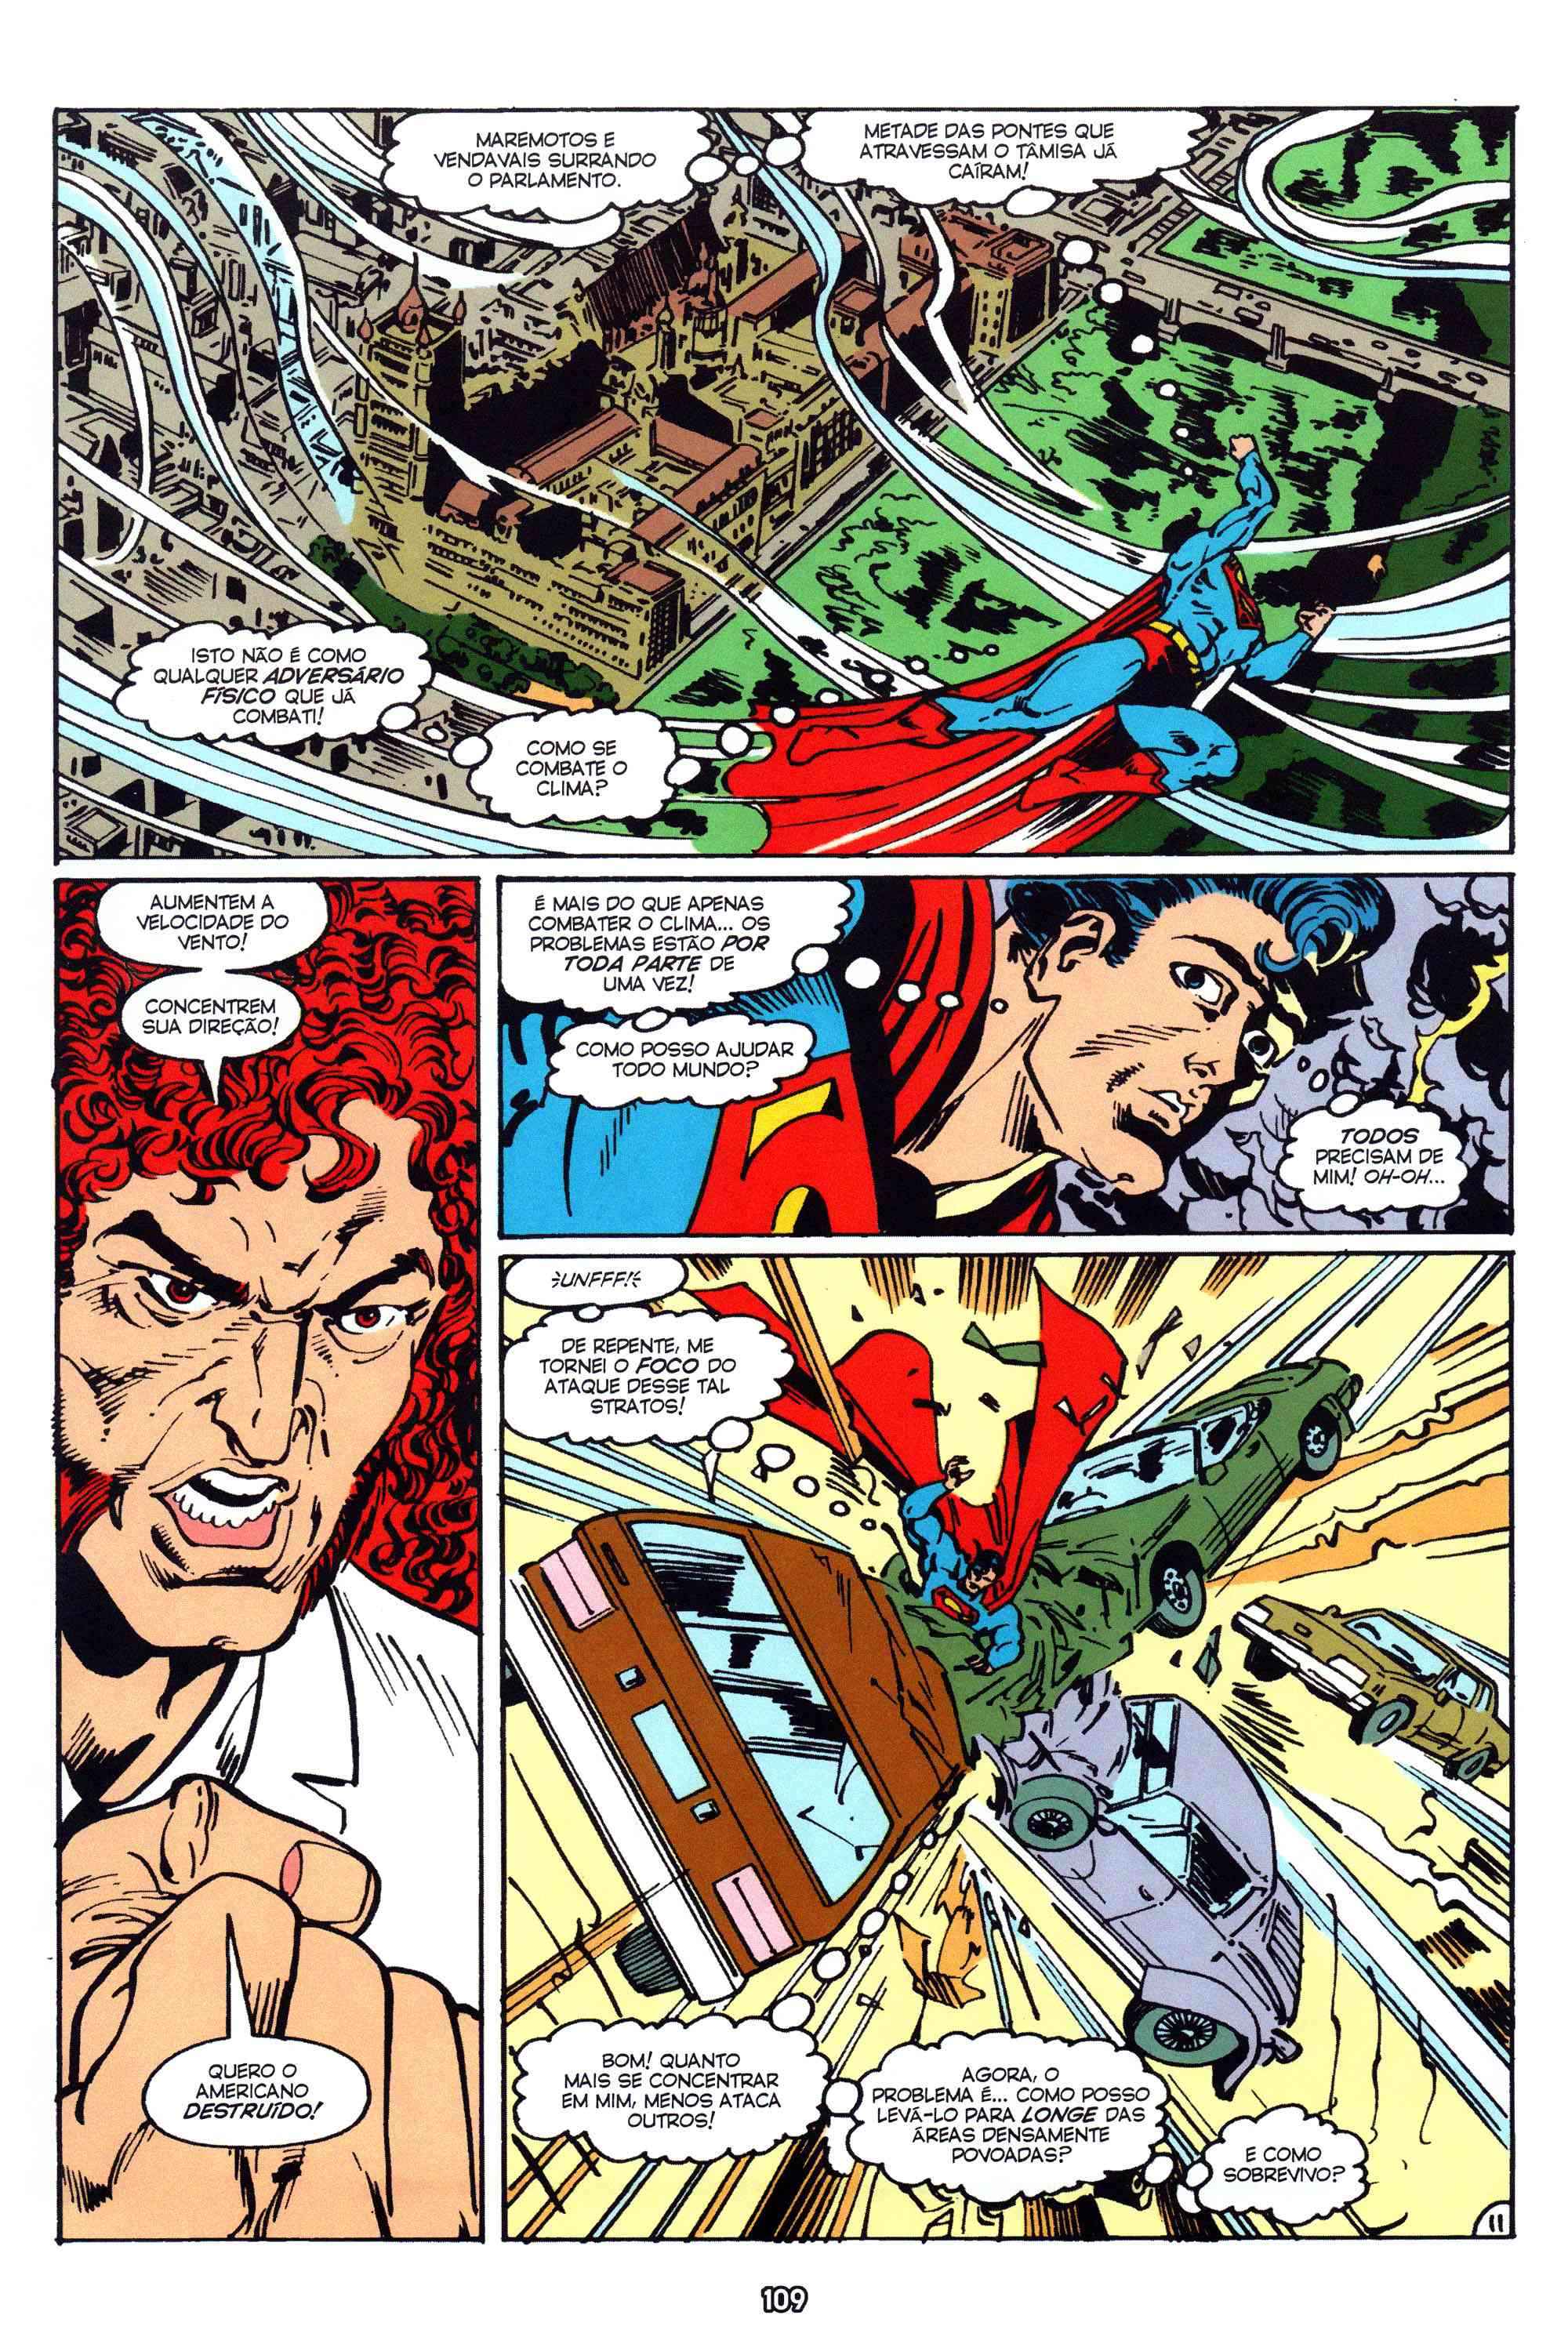 MAREMOTOS E
VENDAVAIS SURRANDO
O PARLAMENTO.
METADE DAS PONTES QUE
ATRAVESSAM O TÂMISA JÁ
CAÍRAM!
ISTO NÃO É COMO
QUALQUER ADVERSÁRIO
FÍSICO QUE JÁ
COMBATI!
COMO SE
COMBATE O
CLIMA?
AUMENTEM A
VELOCIDADE DO
VENTO!
CONCENTREM
SUA DIREÇÃO!
QUERO O
AMERICANO
DESTRUÍDO!
É MAIS DO QUE APENAS
COMBATER O CLIMA... OS
PROBLEMAS ESTÃO POR
TODA PARTE DE
UMA VEZ!
COMO POSSO AJUDAR
TODO MUNDO?
TODOS
PRECISAM DE
MIM! OH-OH...
UNFFF!
DE REPENTE, ME
TORNEI O FOCO DO
ATAQUE DESSE TAL
STRATOS!
BOM! QUANTO
MAIS SE CONCENTRAR
EM MIM, MENOS ATACA
OUTROS!
AGORA, O
PROBLEMA É... COMO POSSO
LEVÁ-LO PARA LONGE DAS
ÁREAS DENSAMENTE
POVOADAS?
E COMO
SOBREVIVO?
11
109